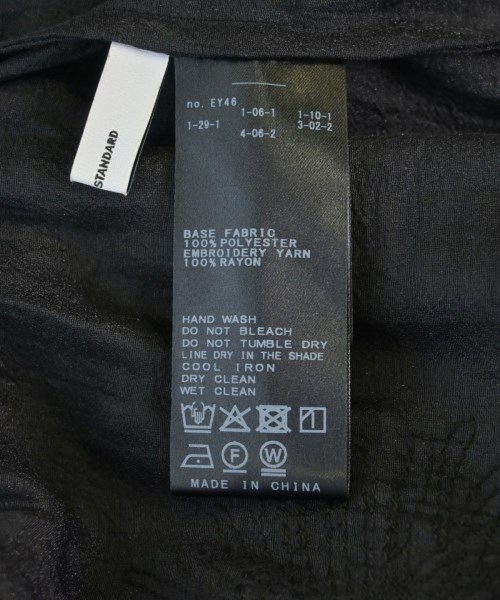 STANDARD
no. EY46
1-06-1 1-10-1
1-29-1 3-02-2
4-06-2
BASE FABRIC
100%POLYESTER
EMBROIDERY YARN
100%RAYON
HAND WASH
DO NOT BLEACH
DO NOT TUMBLE DRY
LINE DRY IN THE SHADE
COOL IRON
DRY CLEAN
WET CLEAN
F W
MADE IN CHINA